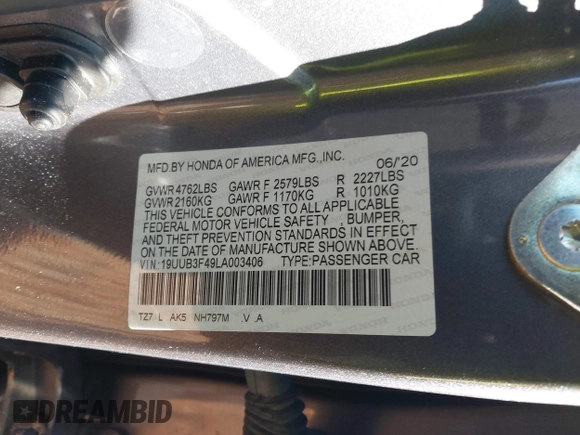 MFD.BY HONDA OF AMERICA MFG.,INC. 06/'20
GVWR 4762LBS GAWR F 2579LBS R 2227LBS
GVWR 2160KG GAWR F 1170KG R 1010KG
THIS VEHICLE CONFORMS TO ALL APPLICABLE
FEDERAL MOTOR VEHICLE SAFETY , BUMPER,
AND THEFT PREVENTION STANDARDS IN EFFECT
ON THE DATE OF MANUFACTURE SHOWN ABOVE.
VIN:19UUB3F49LA003406 TYPE:PASSENGER CAR
TZ7 L AK5 NH797M .V .A
DREAMBID